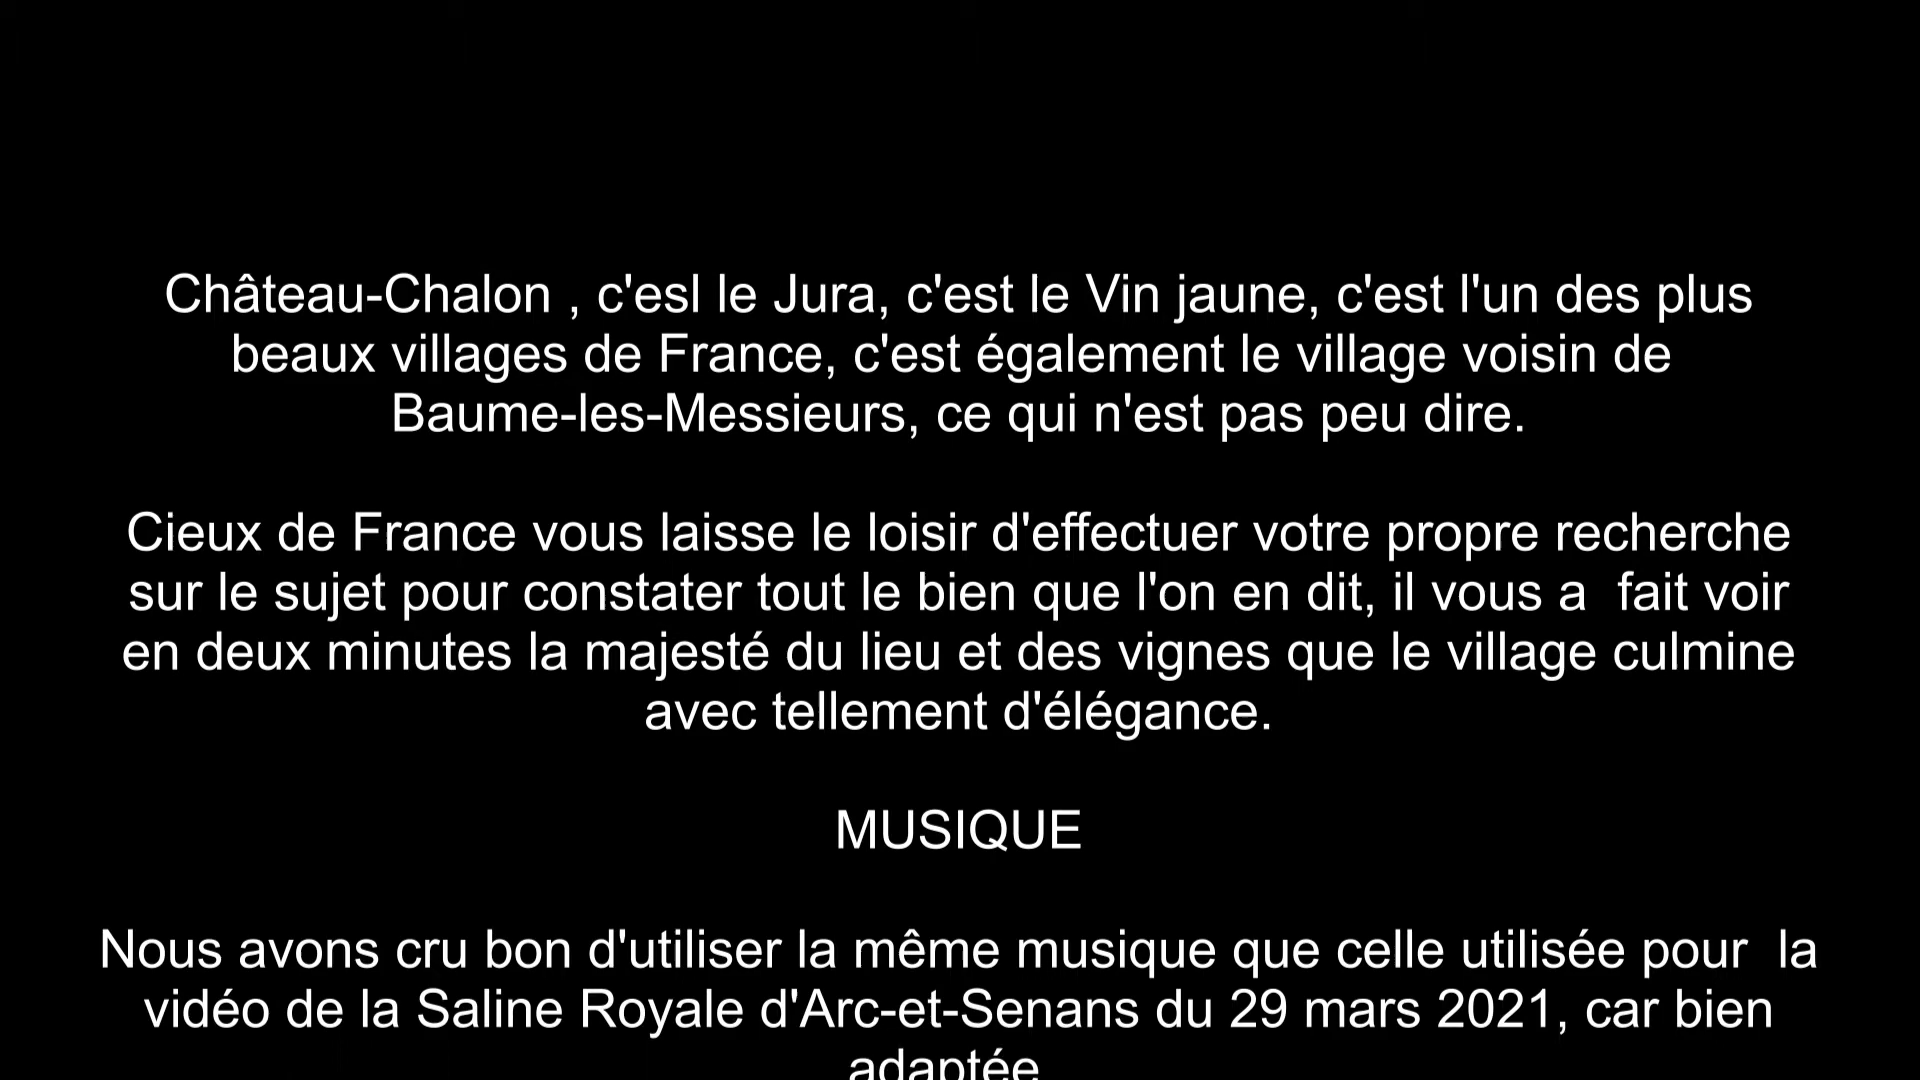 Château-Chalon , c'esl le Jura, c'est le Vin jaune, c'est l'un des plus
beaux villages de France, c'est également le village voisin de
Baume-les-Messieurs, ce qui n'est pas peu dire.
Cieux de France vous laisse le loisir d'effectuer votre propre recherche
sur le sujet pour constater tout le bien que l'on en dit, il vous a  fait voir
en deux minutes la majesté du lieu et des vignes que le village culmine
avec tellement d'élégance.
MUSIQUE
Nous avons cru bon d'utiliser la même musique que celle utilisée pour  la
vidéo de la Saline Royale d'Arc-et-Senans du 29 mars 2021, car bien
adaptée